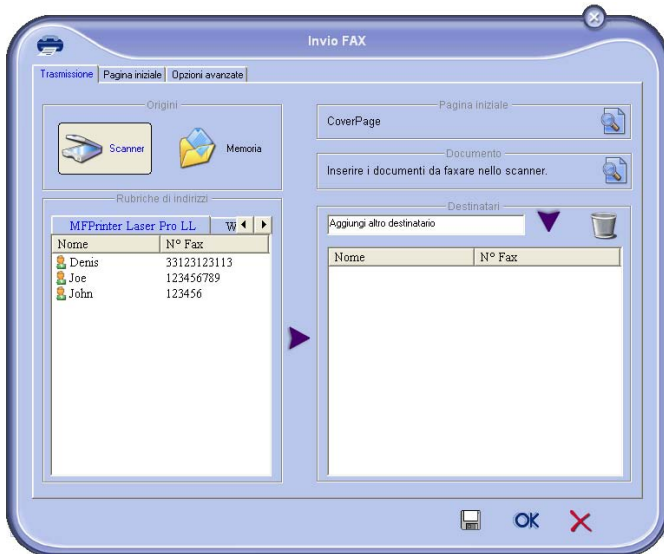 Invio FAX
Trasmissione
Pagina iniziale
Opzioni avanzate
Origini
Scanner
Memoria
Pagina iniziale
CoverPage
Documento
Inserire i documenti da faxare nello scanner.
Rubriche di indirizzi
MFPrinter Laser Pro LL
Nome N° Fax
Denis 33123123113
Joe 123456789
John 123456
Destinatari
Aggiungi altro destinatario
Nome N° Fax
OK